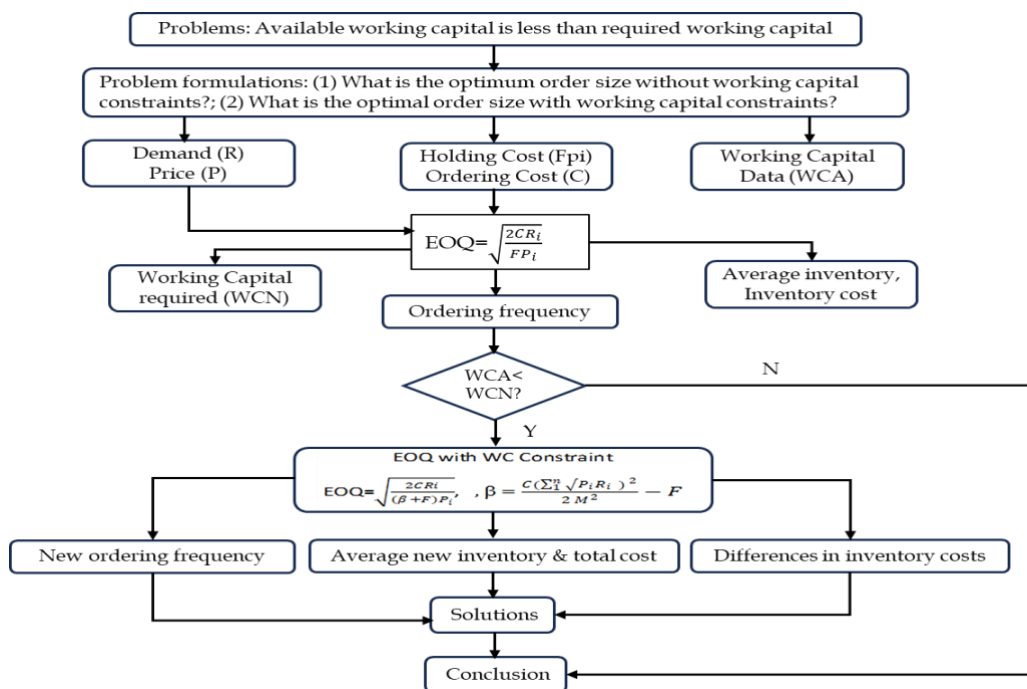 Problems: Available working capital is less than required working capital
Problem formulations: (1) What is the optimum order size without working capital
constraints?; (2) What is the optimal order size with working capital constraints?
Demand (R)
Price (P)
Holding Cost (Fpi)
Ordering Cost (C)
Working Capital
Data (WCA)
EOQ=√(2CR_i / FP_i)
Working Capital
required (WCN)
Average inventory,
Inventory cost
Ordering frequency
WCA<
WCN?
N
Y
EOQ with WC Constraint
EOQ=√(2CRi / (β+F)P_i), , β = C(∑_1^n √P_iR_i )^2 / 2 M^2 − F
New ordering frequency
Average new inventory & total cost
Differences in inventory costs
Solutions
Conclusion